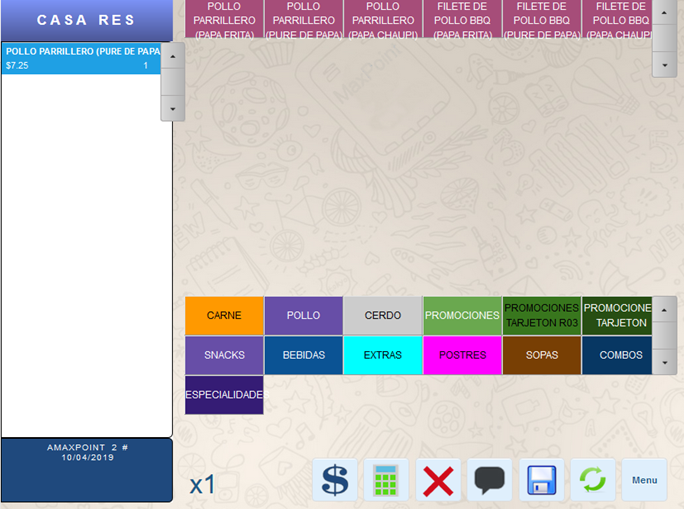 CASA RES
POLLO PARRILLERO (PURE DE PAPA
$7.25 1
AMAXPOINT 2 #
10/04/2019
POLLO PARRILLERO (PAPA FRITA)
POLLO PARRILLERO (PURE DE PAPA)
POLLO PARRILLERO (PAPA CHAUPI
FILETE DE POLLO BBQ (PAPA FRITA)
FILETE DE POLLO BBQ (PURE DE PAPA)
FILETE DE POLLO BBQ (PAPA CHAUPI
CARNE
POLLO
CERDO
PROMOCIONES
PROMOCIONES TARJETON R03
PROMOCIONE TARJETON
SNACKS
BEBIDAS
EXTRAS
POSTRES
SOPAS
COMBOS
ESPECIALIDADE
x1
$
Menu